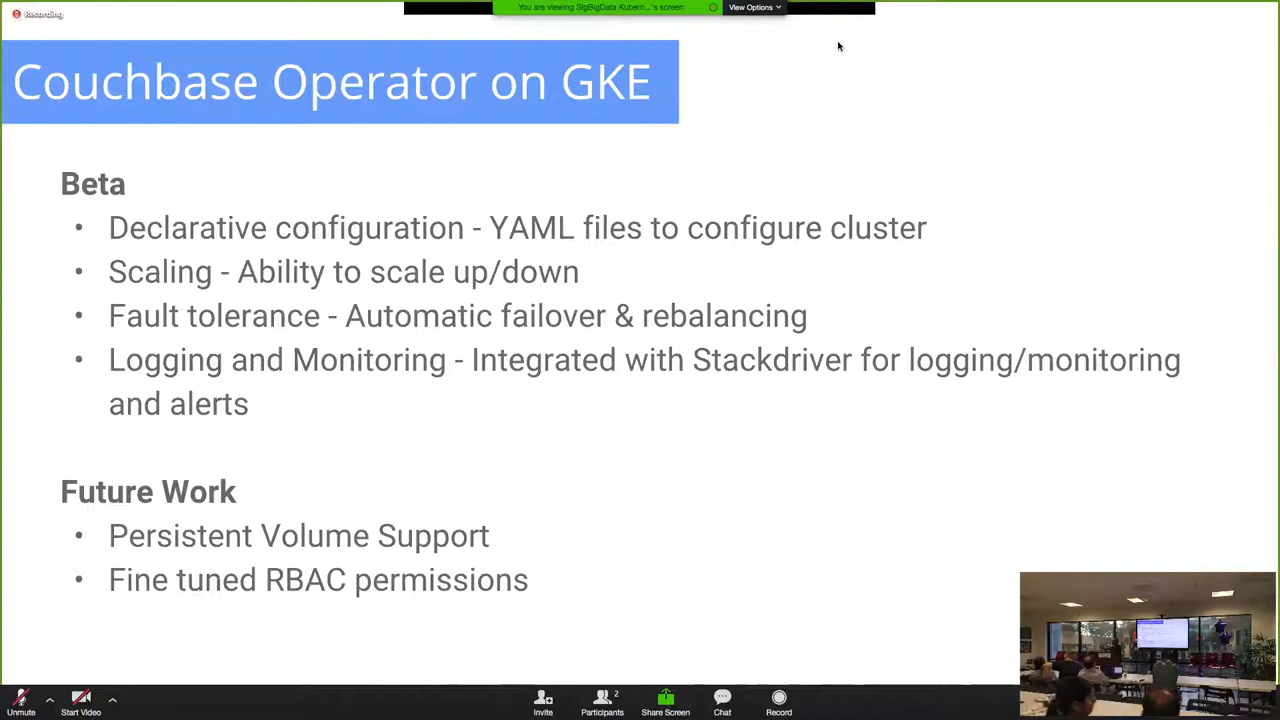 Recording
You are viewing SigBigData Kubern...'s screen
View Options
Couchbase Operator on GKE
Beta
• Declarative configuration - YAML files to configure cluster
• Scaling - Ability to scale up/down
• Fault tolerance - Automatic failover & rebalancing
• Logging and Monitoring - Integrated with Stackdriver for logging/monitoring
and alerts
Future Work
• Persistent Volume Support
• Fine tuned RBAC permissions
Unmute
Start Video
Invite
Participants
2
Share Screen
Chat
Record